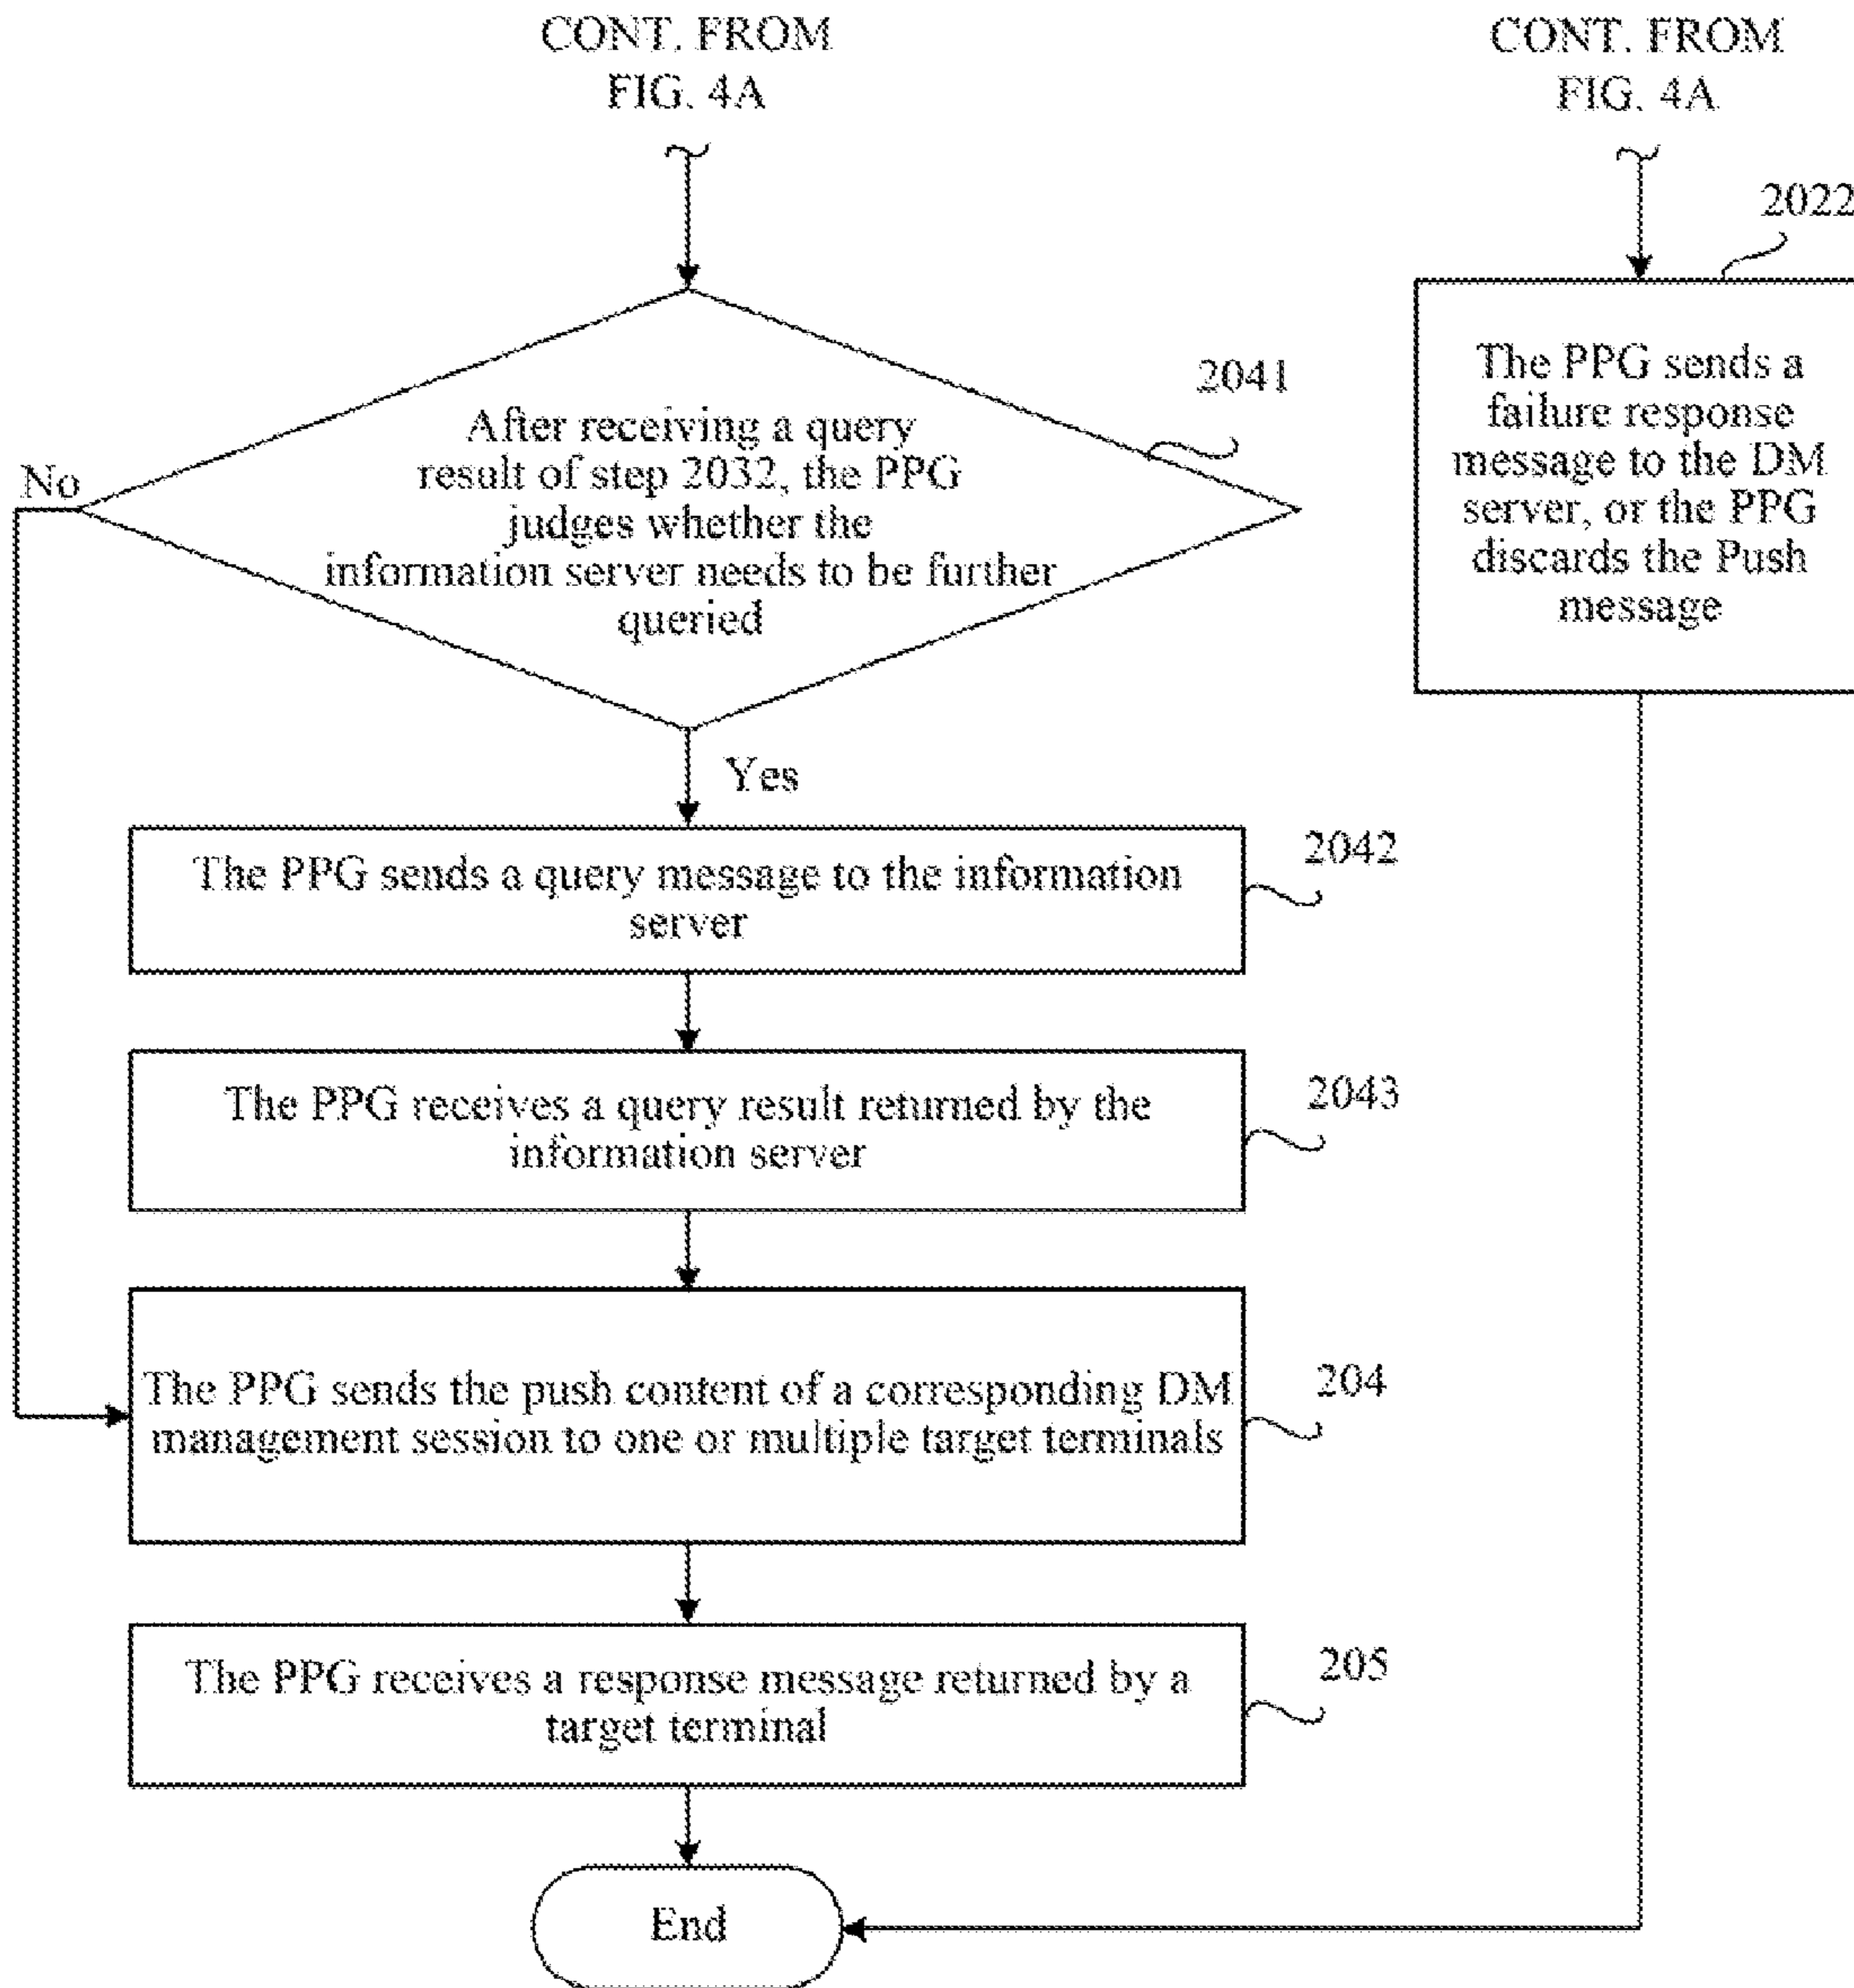 CONT. FROM
FIG. 4A
CONT. FROM
FIG. 4A
2022
The PPG sends a
failure response
message to the DM
server, or the PPG
discards the Push
message
2041
After receiving a query
result of step 2032, the PPG
judges whether the
information server needs to be further
queried
No
Yes
The PPG sends a query message to the information
server
2042
The PPG receives a query result returned by the
information server
2043
The PPG sends the push content of a corresponding DM
management session to one or multiple target terminals
204
The PPG receives a response message returned by a
target terminal
205
End